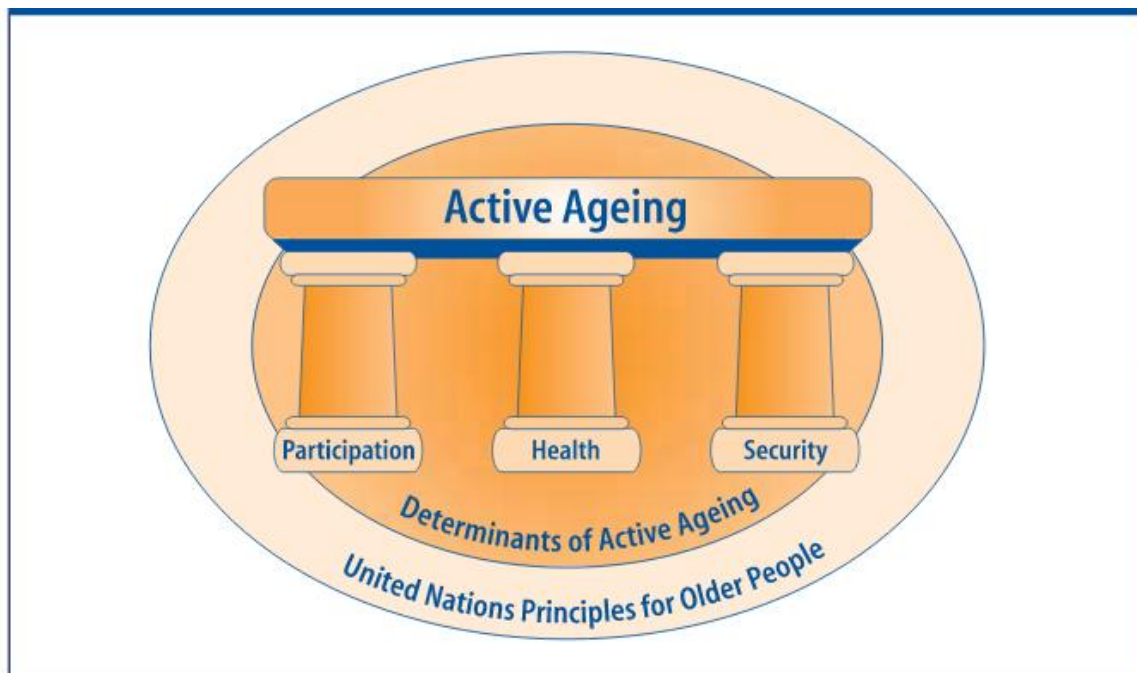 Active Ageing
Participation
Health
Security
Determinants of Active Ageing
United Nations Principles for Older People